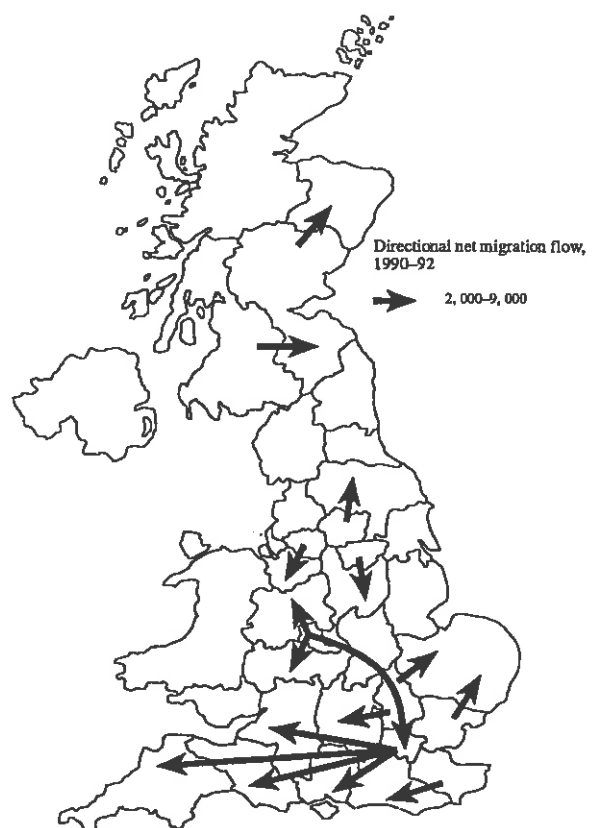 Directional net migration flow,
1990–92
2, 000–9, 000